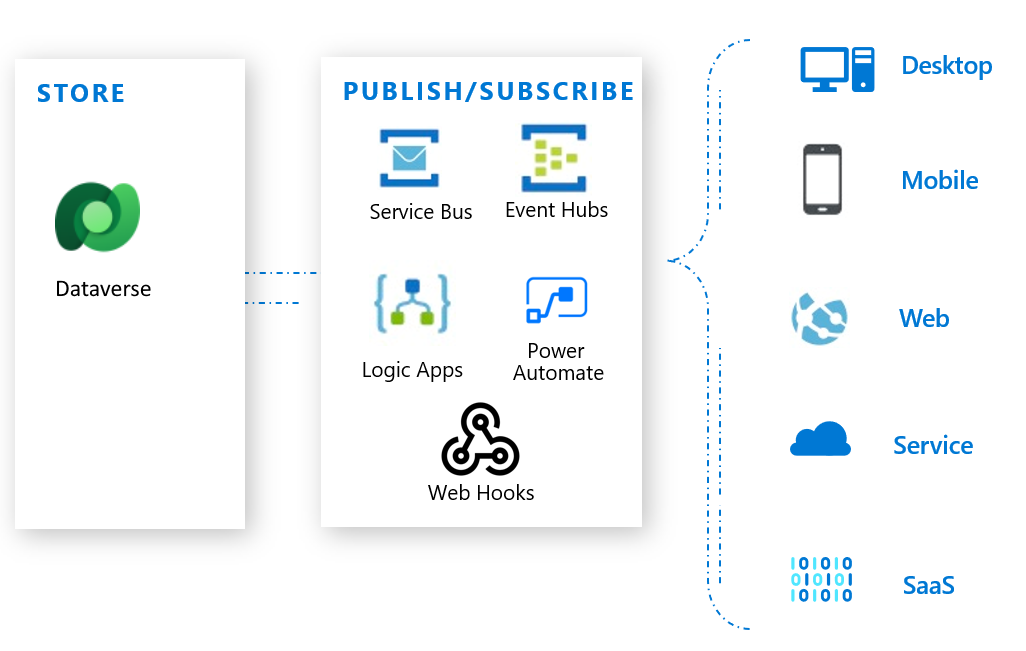 STORE
Dataverse
PUBLISH/SUBSCRIBE
Service Bus
Event Hubs
Logic Apps
Power
Automate
Web Hooks
Desktop
Mobile
Web
Service
SaaS